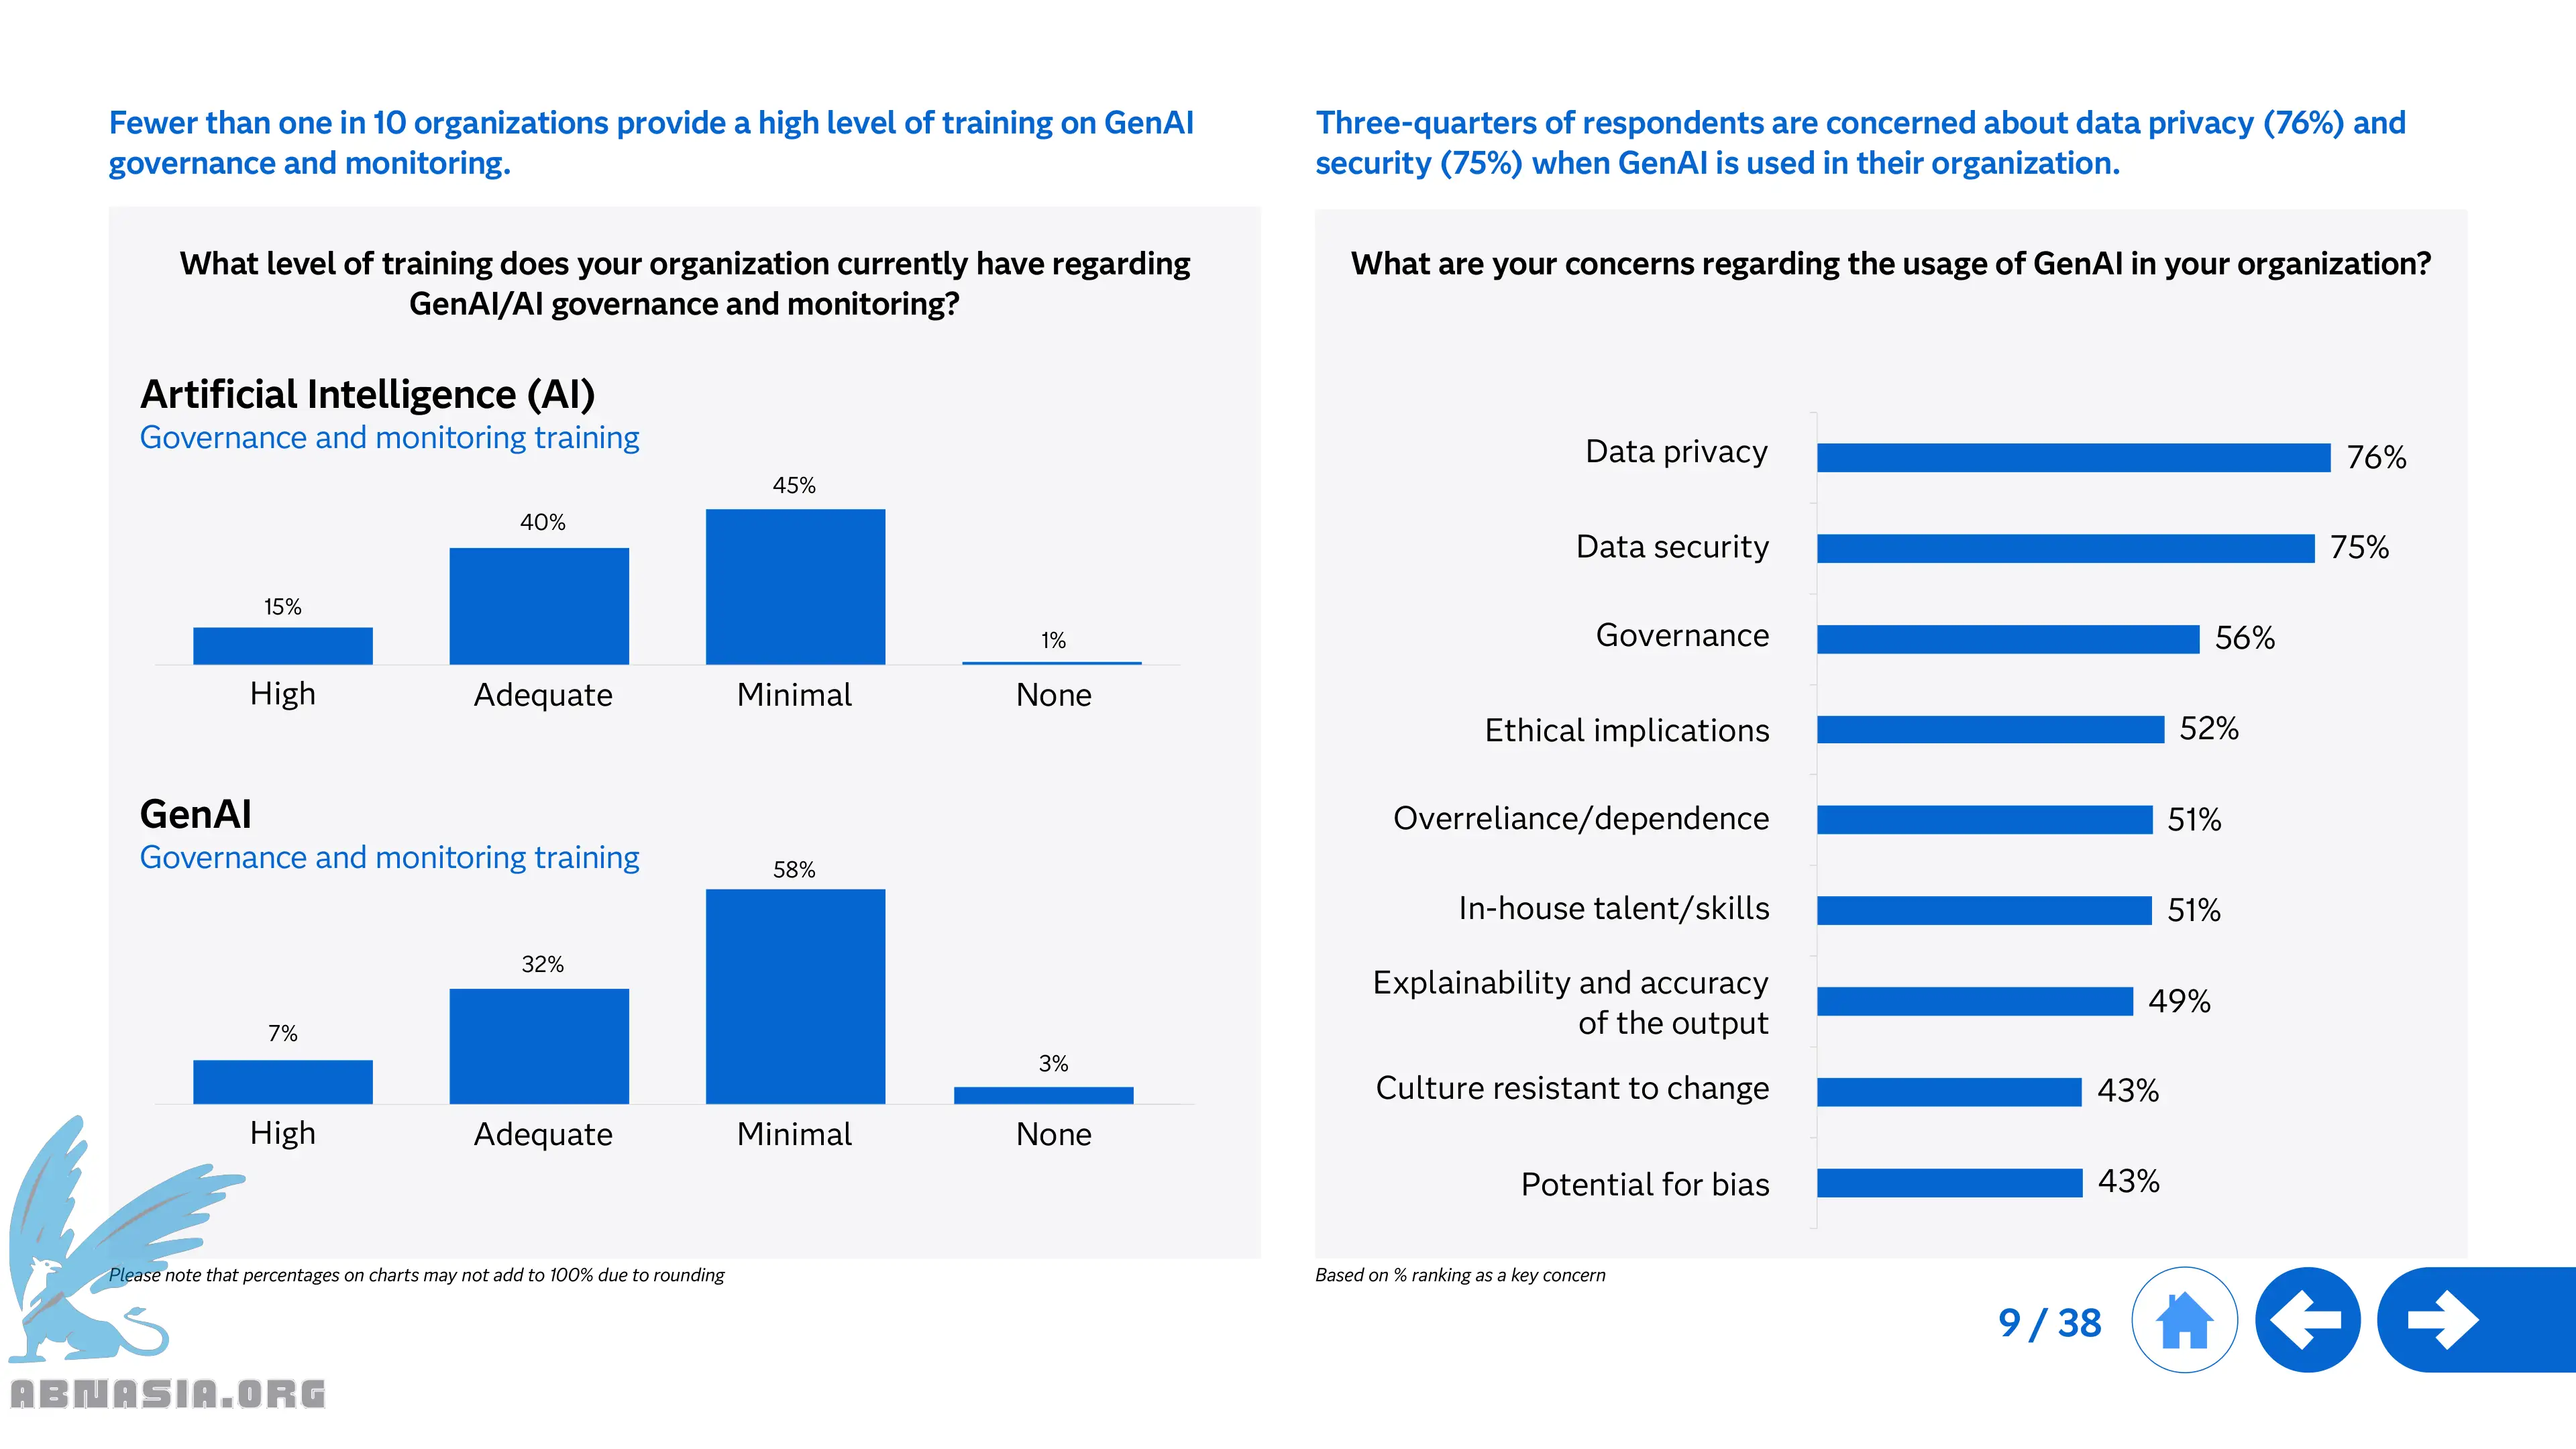 Fewer than one in 10 organizations provide a high level of training on GenAI
governance and monitoring.
What level of training does your organization currently have regarding
GenAI/AI governance and monitoring?
Artificial Intelligence (AI)
Governance and monitoring training
15%
40%
45%
1%
High
Adequate
Minimal
None
GenAI
Governance and monitoring training
7%
32%
58%
3%
High
Adequate
Minimal
None
Please note that percentages on charts may not add to 100% due to rounding
Three-quarters of respondents are concerned about data privacy (76%) and
security (75%) when GenAI is used in their organization.
What are your concerns regarding the usage of GenAI in your organization?
Data privacy 76%
Data security 75%
Governance 56%
Ethical implications 52%
Overreliance/dependence 51%
In-house talent/skills 51%
Explainability and accuracy
of the output 49%
Culture resistant to change 43%
Potential for bias 43%
Based on % ranking as a key concern
9 / 38
ABNASIA.ORG